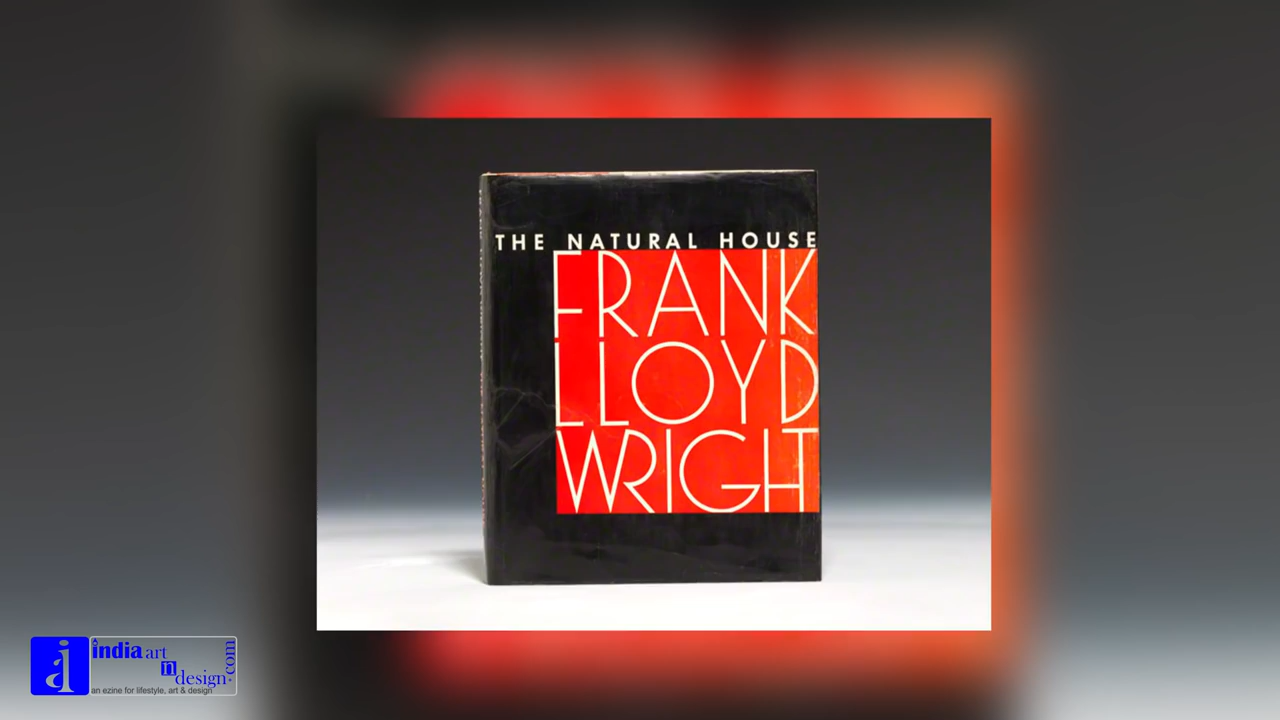 THE NATURAL HOUSE
FRANK
LLOYD
WRIGHT
india art
n
design.com
an ezine for lifestyle, art & design